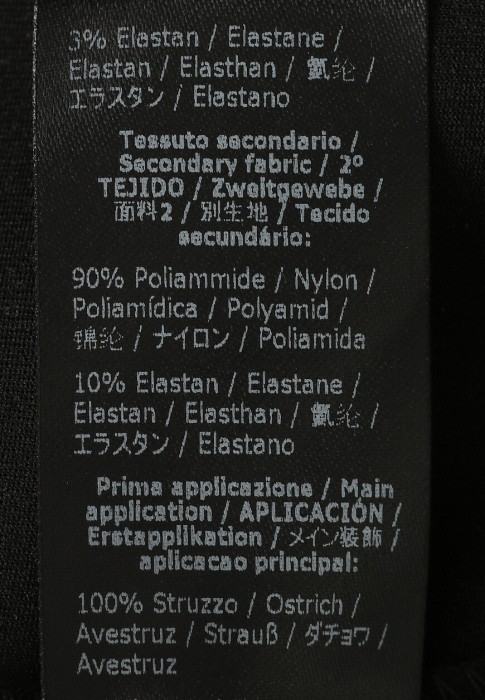 3% Elastan / Elastane /
Elastan / Elasthan / 氨纶 /
エラスタン / Elastano
Tessuto secondario /
Secondary fabric / 2º
TEJIDO / Zweitgewebe /
面料2 / 別生地 / Tecido
secundário:
90% Poliammide / Nylon /
Poliamídica / Polyamid /
锦纶 / ナイロン / Poliamida
10% Elastan / Elastane /
Elastan / Elasthan / 氨纶 /
エラスタン / Elastano
Prima applicazione / Main
application / APLICACIÓN /
Erstapplikation / メイン装飾 /
aplicacao principal:
100% Struzzo / Ostrich /
Avestruz / Strauß / ダチョウ /
Avestruz